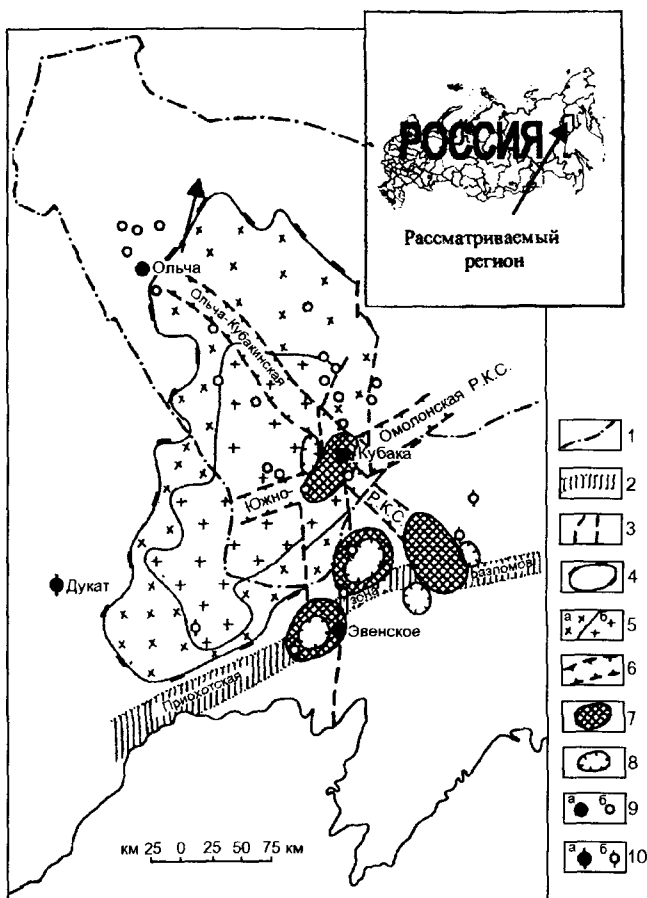 РОССИЯ
Рассматриваемый
регион
Ольча
Ольча-Кубакинская
Омолонская Р.К.С.
Кубака
Южно-
Р.К.С.
Дукат
зона
разломов
Эвенское
Приохотская
км 25 0 25 50 75 км
1
2
3
4
а б 5
6
7
8
а б 9
а б 10